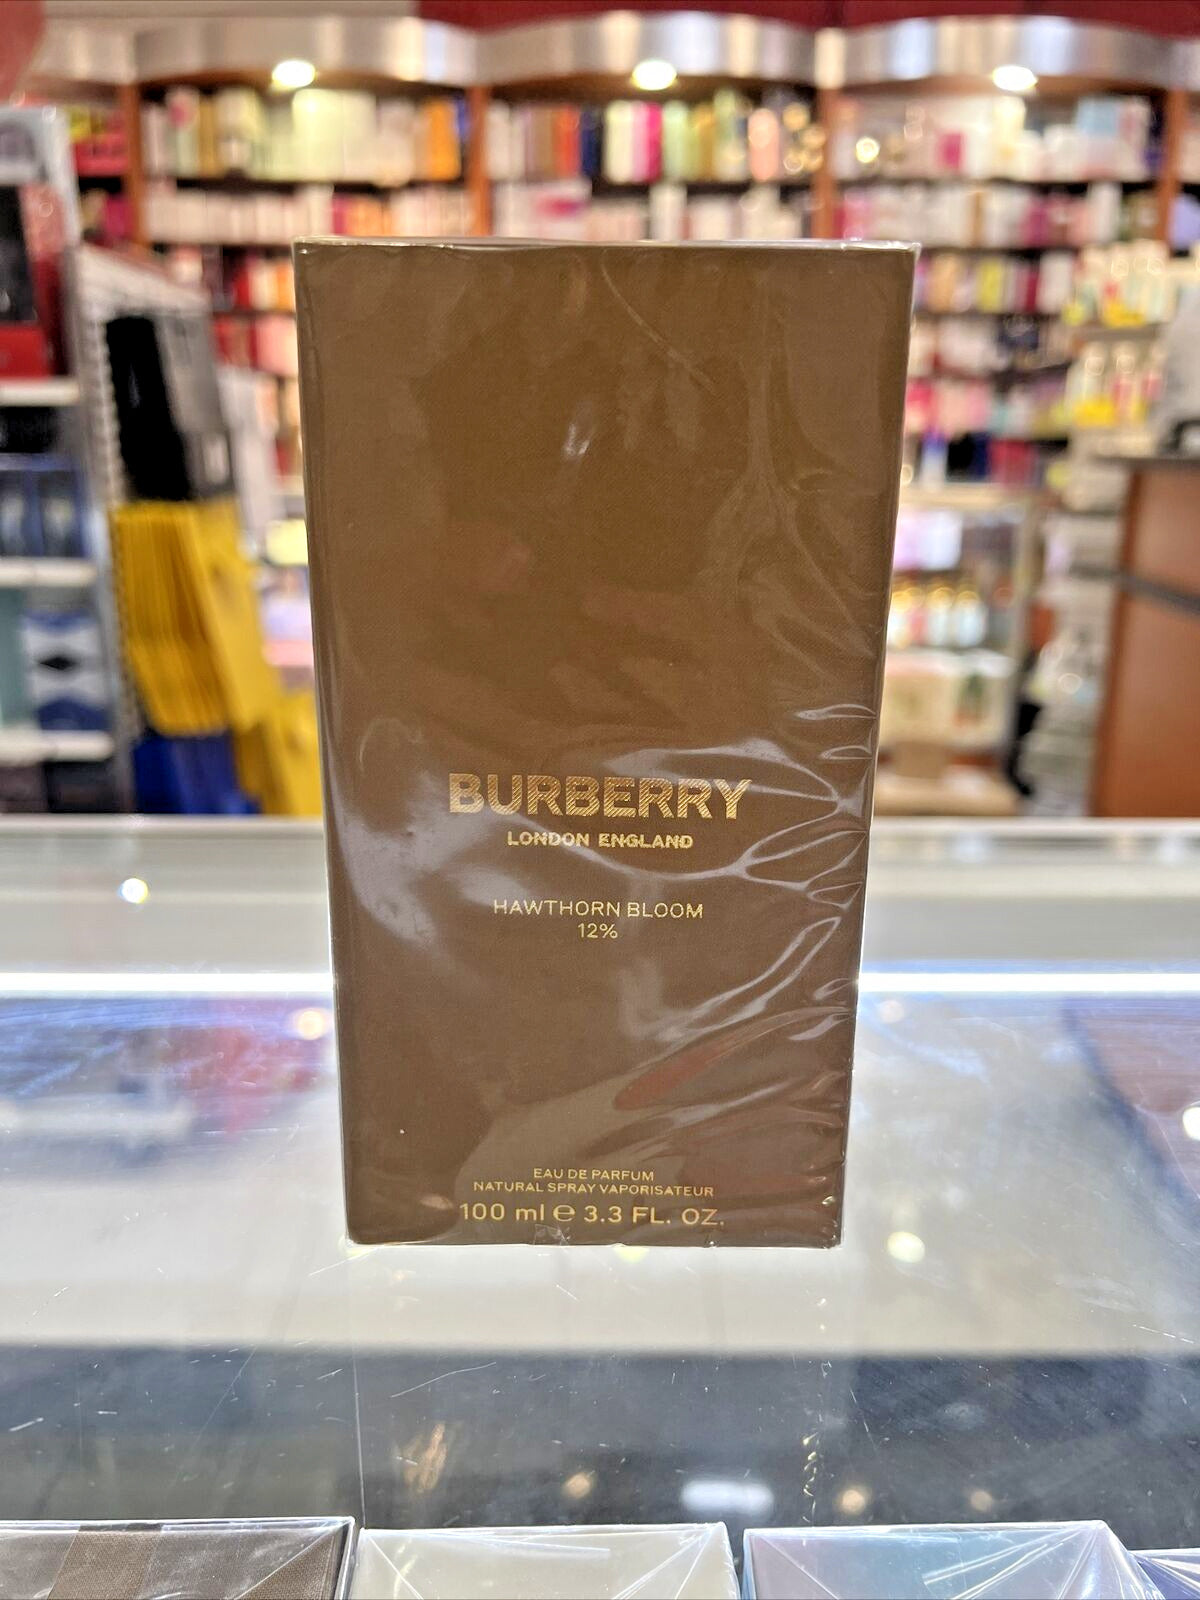 BURBERRY
LONDON ENGLAND
HAWTHORN BLOOM
12%
EAU DE PARFUM
NATURAL SPRAY VAPORISATEUR
100 ml ℮ 3.3 FL. OZ.